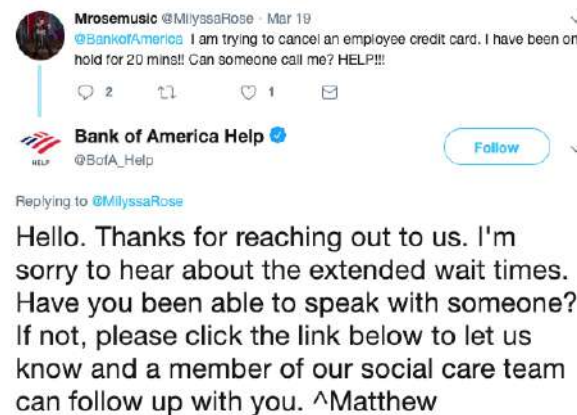 Mrosemusic @MilyssaRose · Mar 19
@BankofAmerica I am trying to cancel an employee credit card. I have been on
hold for 20 mins!! Can someone call me? HELP!!!
2 1
Bank of America Help
HELP
@BofA_Help
Follow
Replying to @MilyssaRose
Hello. Thanks for reaching out to us. I'm
sorry to hear about the extended wait times.
Have you been able to speak with someone?
If not, please click the link below to let us
know and a member of our social care team
can follow up with you. ^Matthew